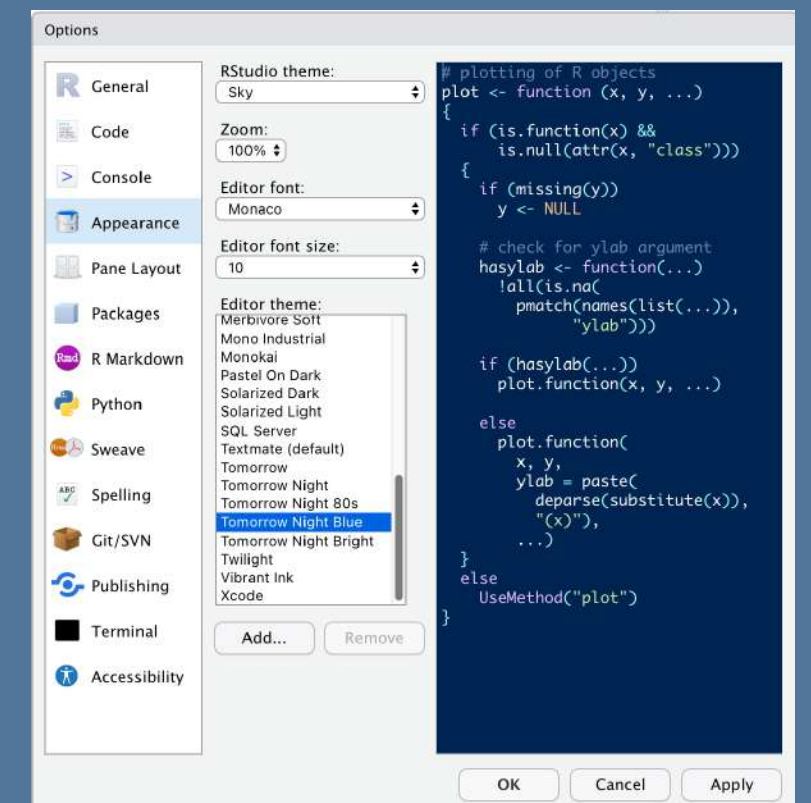 Options
General
Code
Console
Appearance
Pane Layout
Packages
R Markdown
Python
Sweave
Spelling
Git/SVN
Publishing
Terminal
Accessibility
RStudio theme:
Sky
Zoom:
100%
Editor font:
Monaco
Editor font size:
10
Editor theme:
Merbivore Soft
Mono Industrial
Monokai
Pastel On Dark
Solarized Dark
Solarized Light
SQL Server
Textmate (default)
Tomorrow
Tomorrow Night
Tomorrow Night 80s
Tomorrow Night Blue
Tomorrow Night Bright
Twilight
Vibrant Ink
Xcode
Add...
Remove
# plotting of R objects
plot <- function (x, y, ...)
{
  if (is.function(x) &&
      is.null(attr(x, "class")))
  {
    if (missing(y))
      y <- NULL

    # check for ylab argument
    hasylab <- function(...)
      !all(is.na(
        pmatch(names(list(...)),
              "ylab")))

    if (hasylab(...))
      plot.function(x, y, ...)

    else
      plot.function(
        x, y,
        ylab = paste(
          deparse(substitute(x)),
          "(x)"),
        ...)
  }
  else
    UseMethod("plot")
}
OK
Cancel
Apply